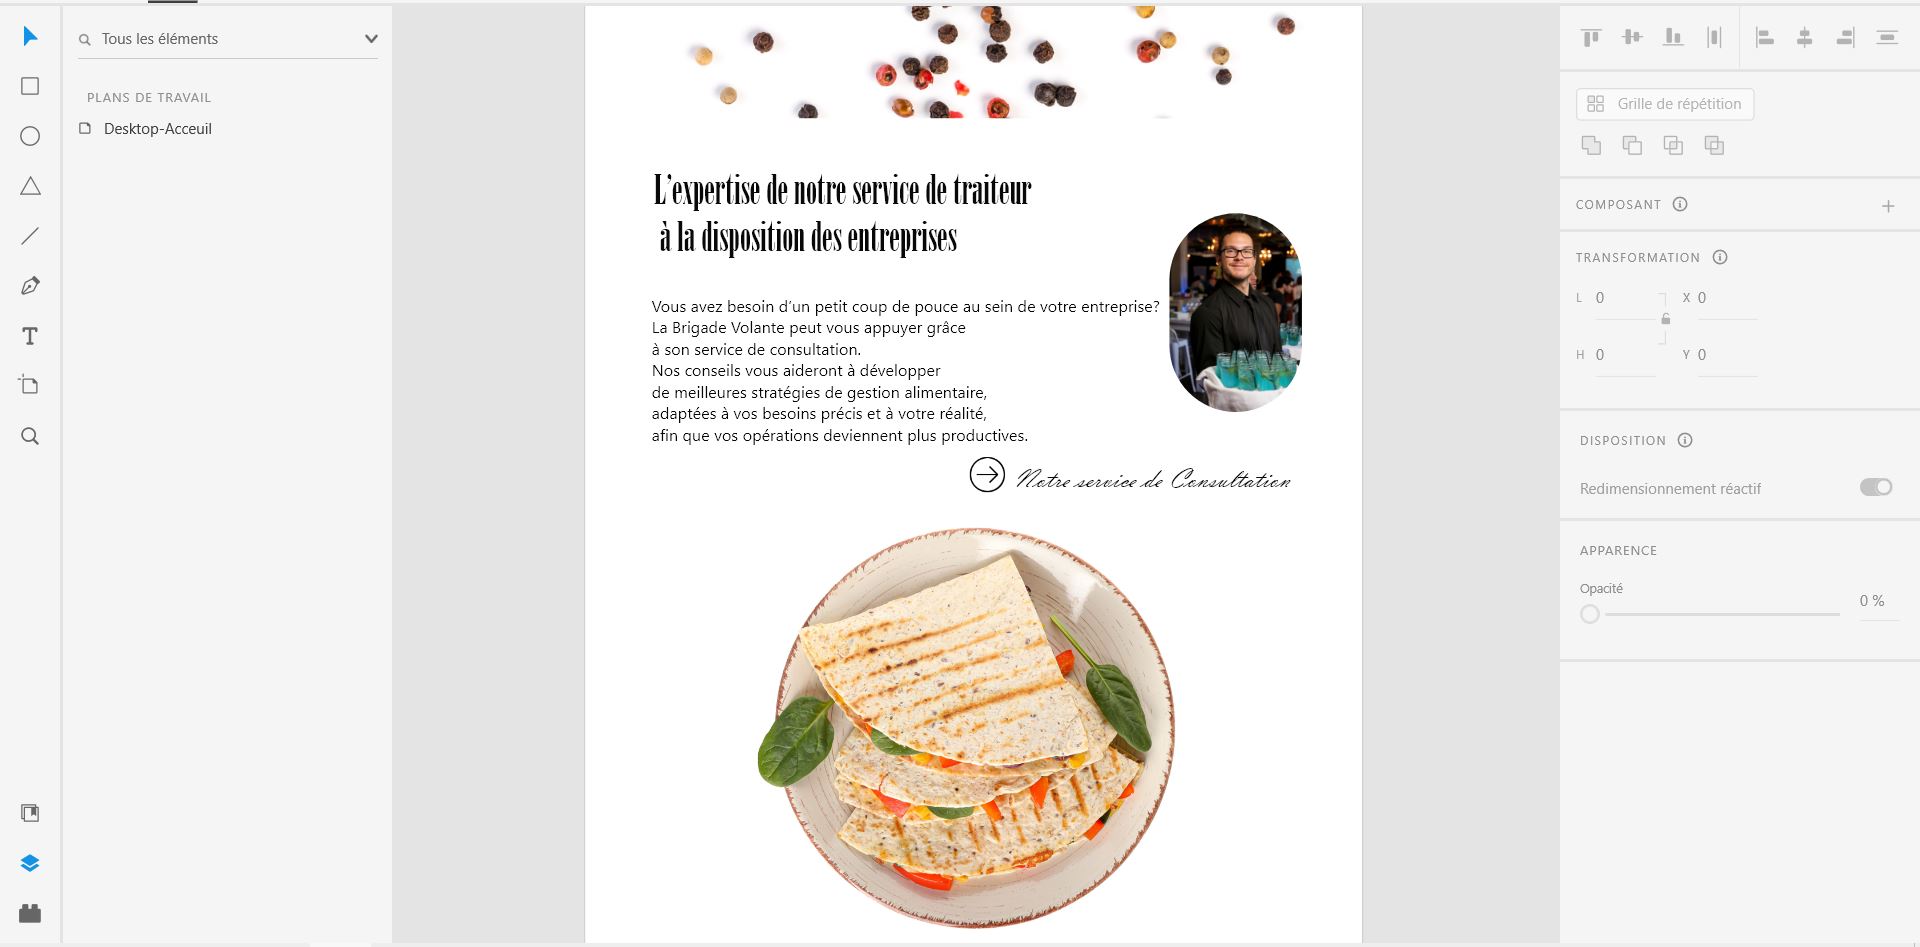 Tous les éléments
PLANS DE TRAVAIL
Desktop-Acceuil
L'expertise de notre service de traiteur
à la disposition des entreprises
Vous avez besoin d'un petit coup de pouce au sein de votre entreprise?
La Brigade Volante peut vous appuyer grâce
à son service de consultation.
Nos conseils vous aideront à développer
de meilleures stratégies de gestion alimentaire,
adaptées à vos besoins précis et à votre réalité,
afin que vos opérations deviennent plus productives.
Notre service de Consultation
Grille de répétition
COMPOSANT
TRANSFORMATION
L 0 X 0
H 0 Y 0
DISPOSITION
Redimensionnement réactif
APPARENCE
Opacité
0 %